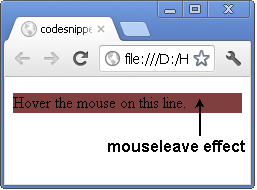 codesnippe
file:///D:/H
Hover the mouse on this line.
mouseleave effect